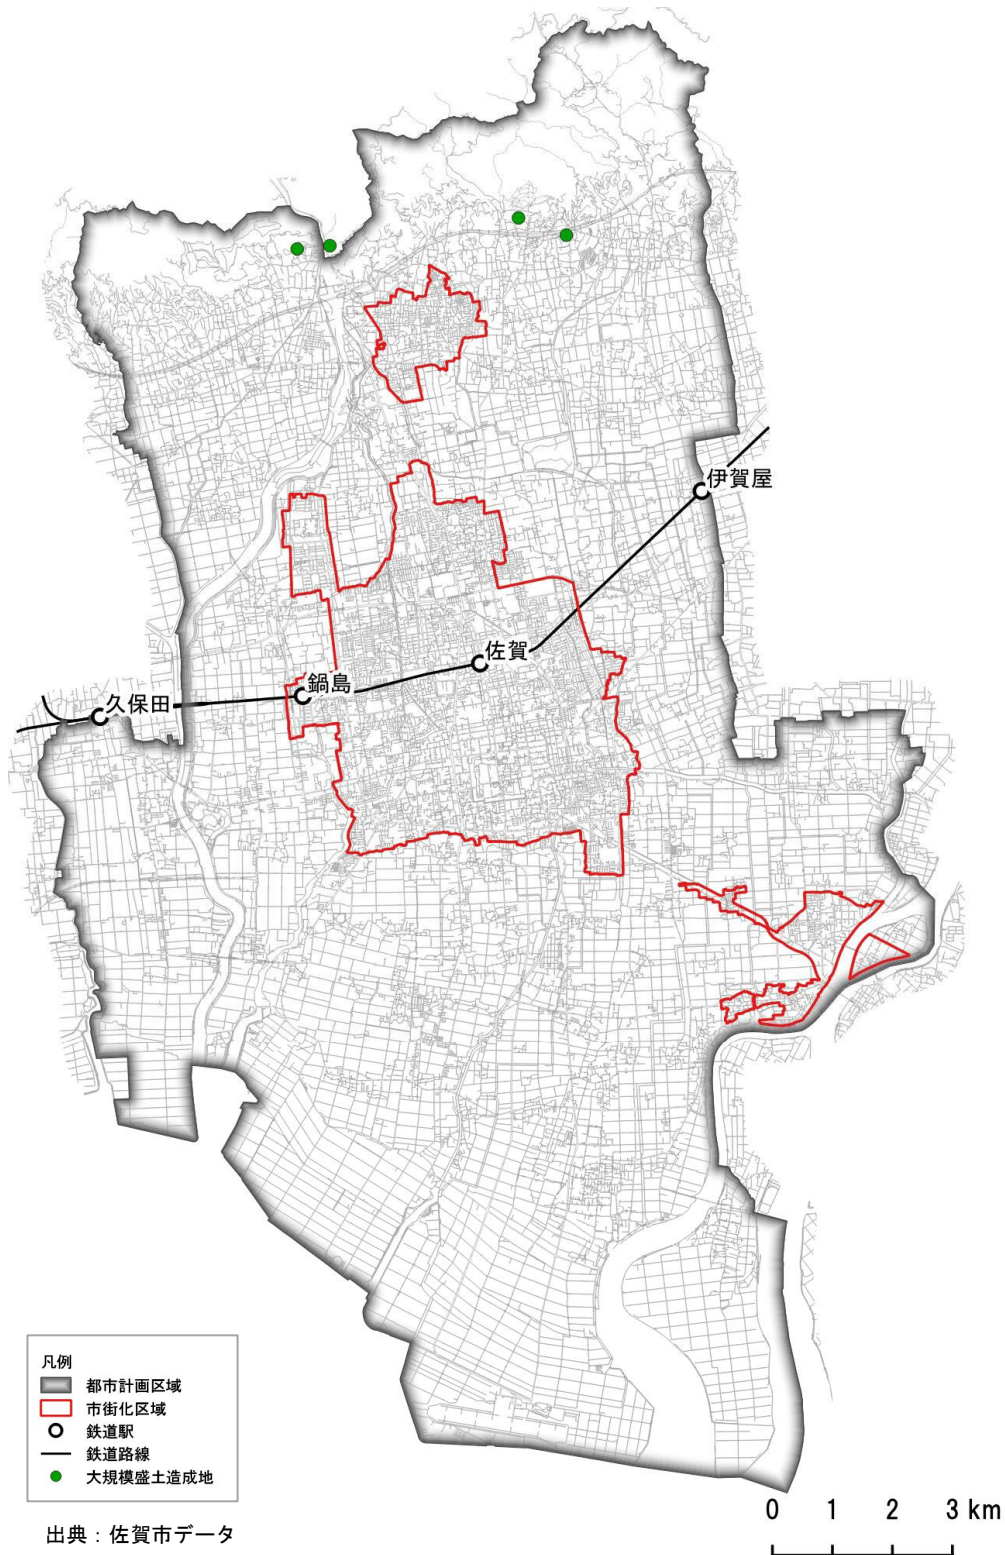 伊賀屋
佐賀
鍋島
久保田
凡例
都市計画区域
市街化区域
鉄道駅
鉄道路線
大規模盛土造成地
出典：佐賀市データ
0 1 2 3 km